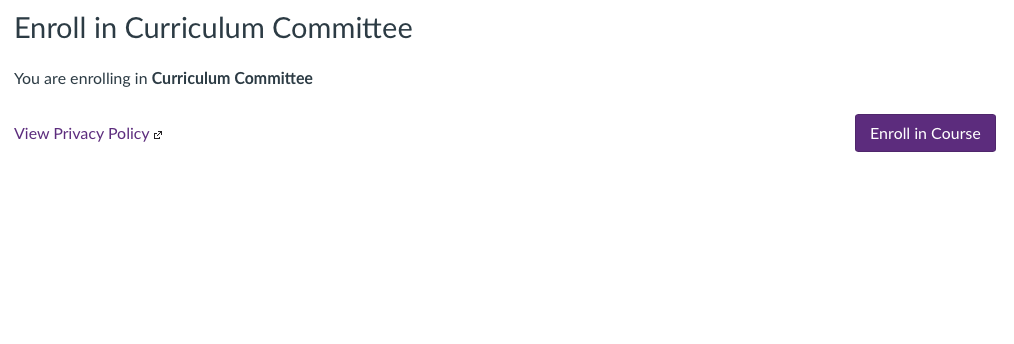 Enroll in Curriculum Committee
You are enrolling in Curriculum Committee
View Privacy Policy
Enroll in Course